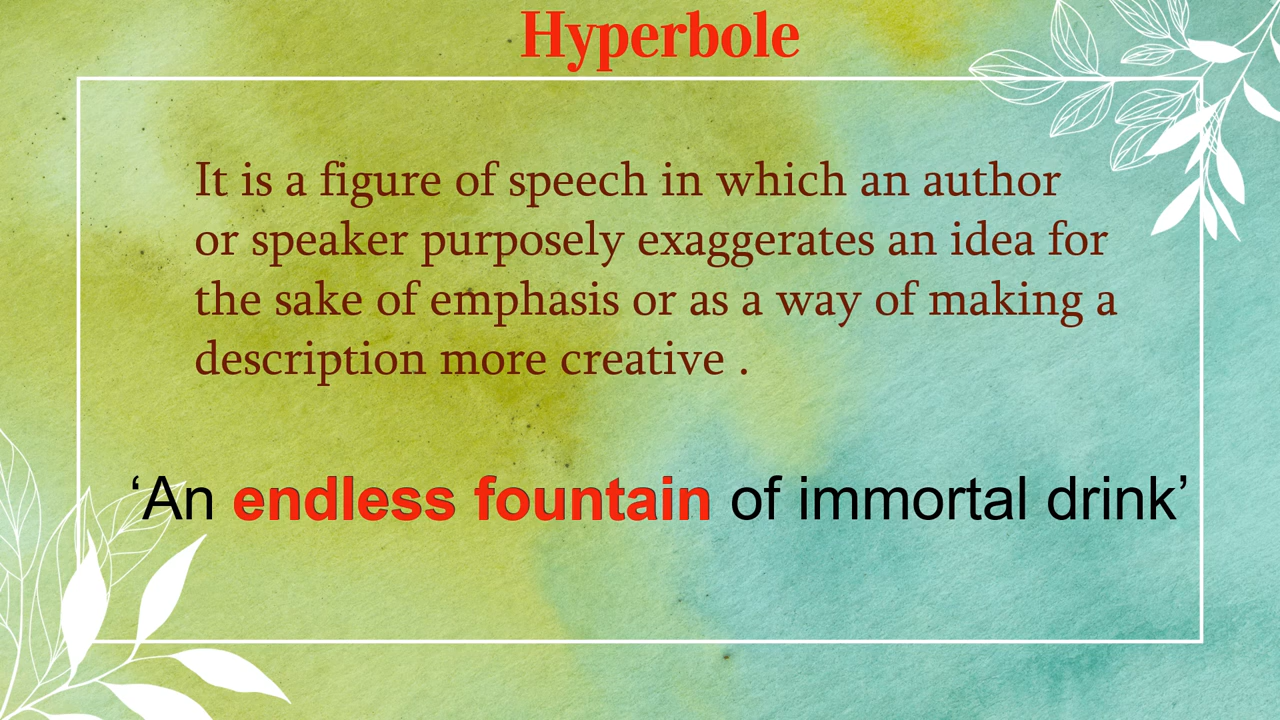 Hyperbole
It is a figure of speech in which an author
or speaker purposely exaggerates an idea for
the sake of emphasis or as a way of making a
description more creative .
‘An endless fountain of immortal drink’